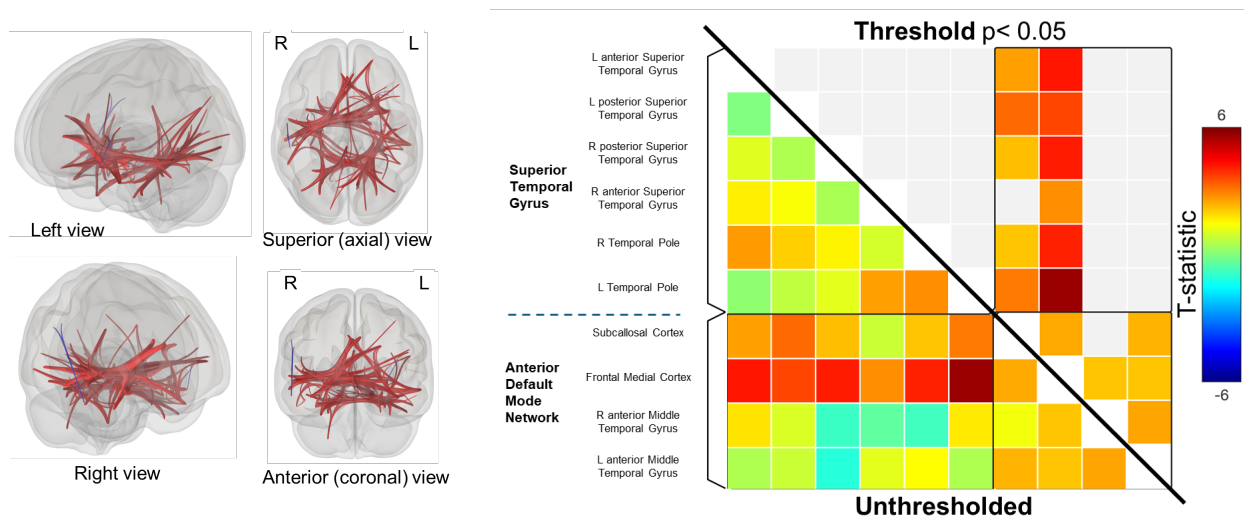 R
L
Left view
Superior (axial) view
R
L
Right view
Anterior (coronal) view
Threshold p< 0.05
L anterior Superior
Temporal Gyrus
L posterior Superior
Temporal Gyrus
R posterior Superior
Temporal Gyrus
R anterior Superior
Temporal Gyrus
R Temporal Pole
L Temporal Pole
Superior
Temporal
Gyrus
Subcallosal Cortex
Frontal Medial Cortex
R anterior Middle
Temporal Gyrus
L anterior Middle
Temporal Gyrus
Anterior
Default
Mode
Network
Unthresholded
6
T-statistic
-6